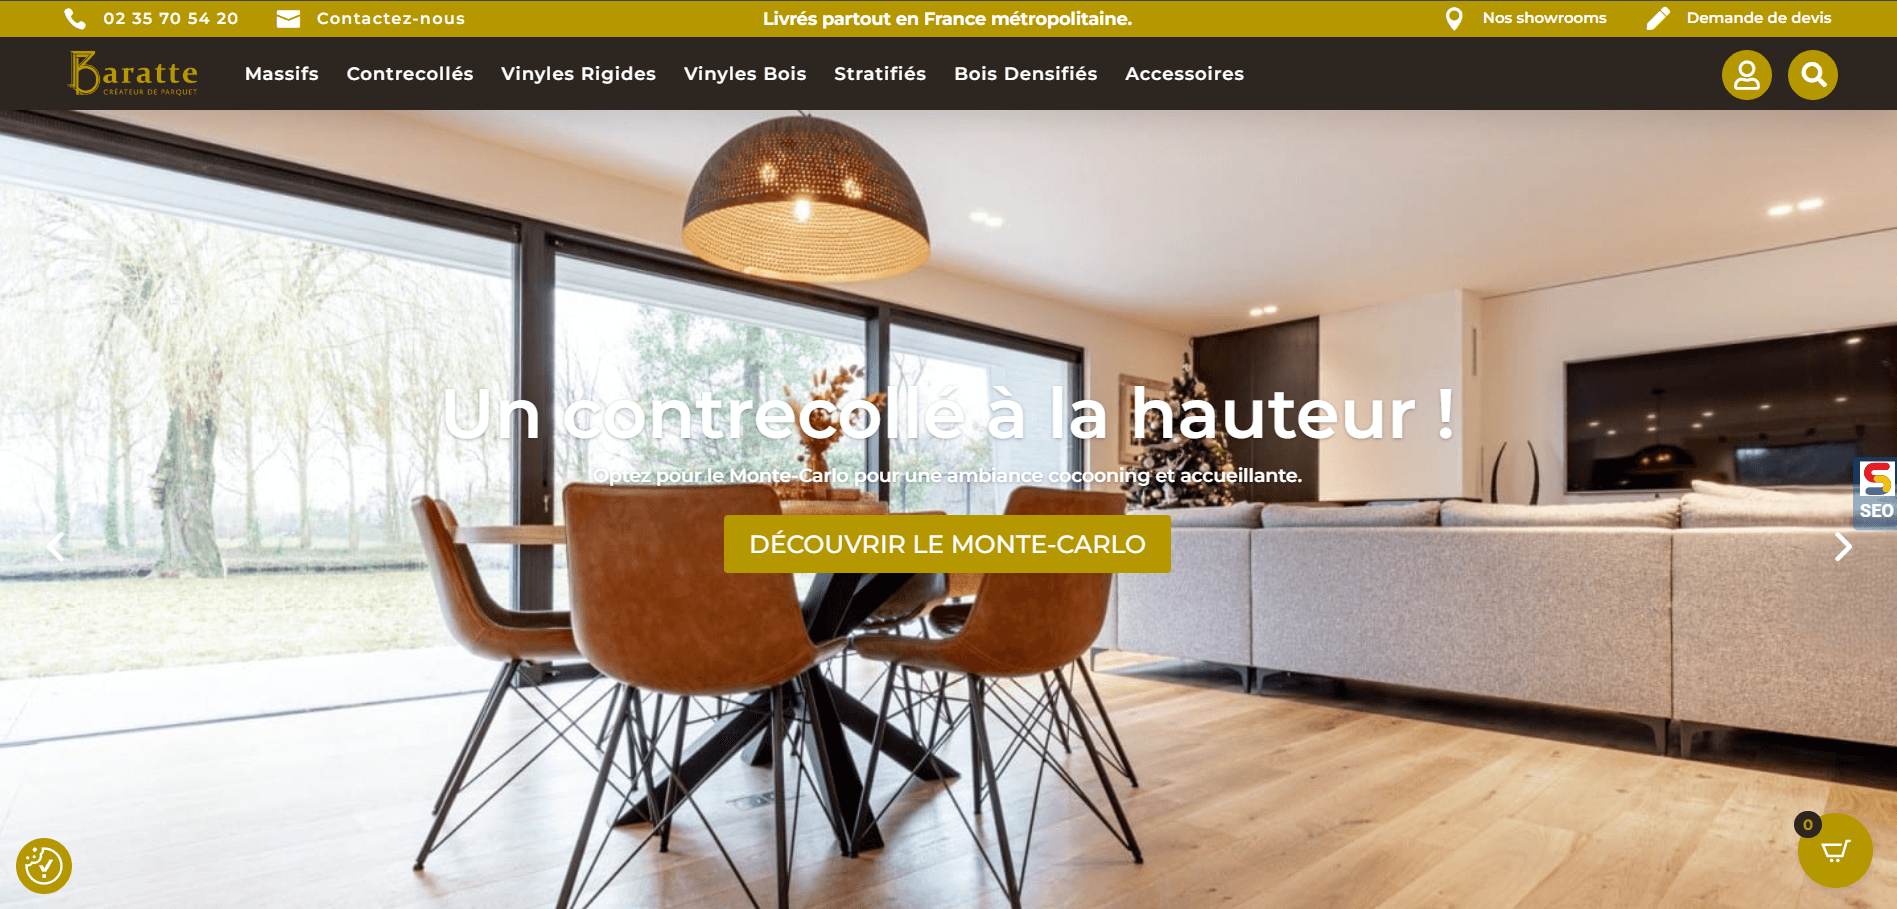 02 35 70 54 20
Contactez-nous
Livrés partout en France métropolitaine.
Nos showrooms
Demande de devis
Baratte
CRÉATEUR DE PARQUET
Massifs
Contrecollés
Vinyles Rigides
Vinyles Bois
Stratifiés
Bois Densifiés
Accessoires
Un contrecollé à la hauteur !
Optez pour le Monte-Carlo pour une ambiance cocooning et accueillante.
DÉCOUVRIR LE MONTE-CARLO
SEO
0